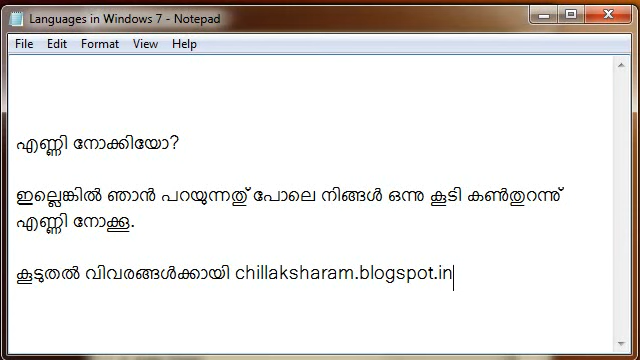 Languages in Windows 7 - Notepad
File Edit Format View Help
എണ്ണി നോക്കിയോ?
ഇല്ലെങ്കിൽ ഞാൻ പറയുന്നതു് പോലെ നിങ്ങൾ ഒന്നു കൂടി കൺതുറന്നു്
എണ്ണി നോക്കൂ.
കൂടുതൽ വിവരങ്ങൾക്കായി chillaksharam.blogspot.in